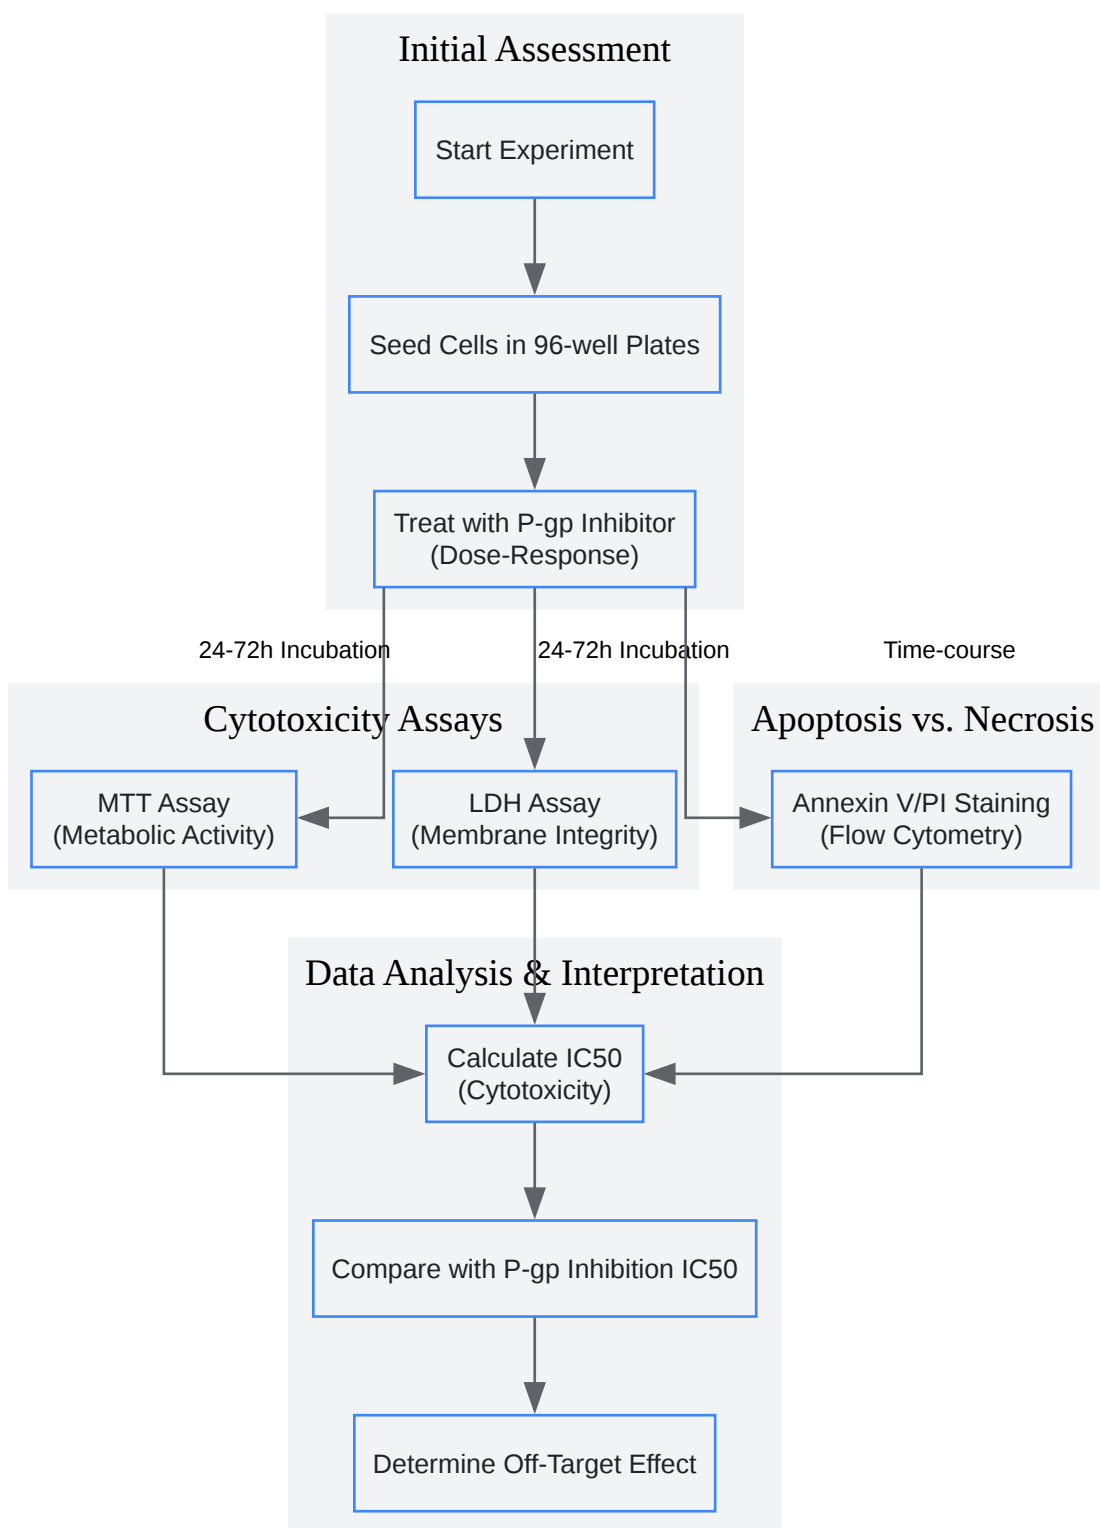 Initial Assessment
Start Experiment
Seed Cells in 96-well Plates
Treat with P-gp Inhibitor
(Dose-Response)
24-72h Incubation
24-72h Incubation
Time-course
Cytotoxicity Assays
Apoptosis vs. Necrosis
MTT Assay
(Metabolic Activity)
LDH Assay
(Membrane Integrity)
Annexin V/PI Staining
(Flow Cytometry)
Data Analysis & Interpretation
Calculate IC50
(Cytotoxicity)
Compare with P-gp Inhibition IC50
Determine Off-Target Effect